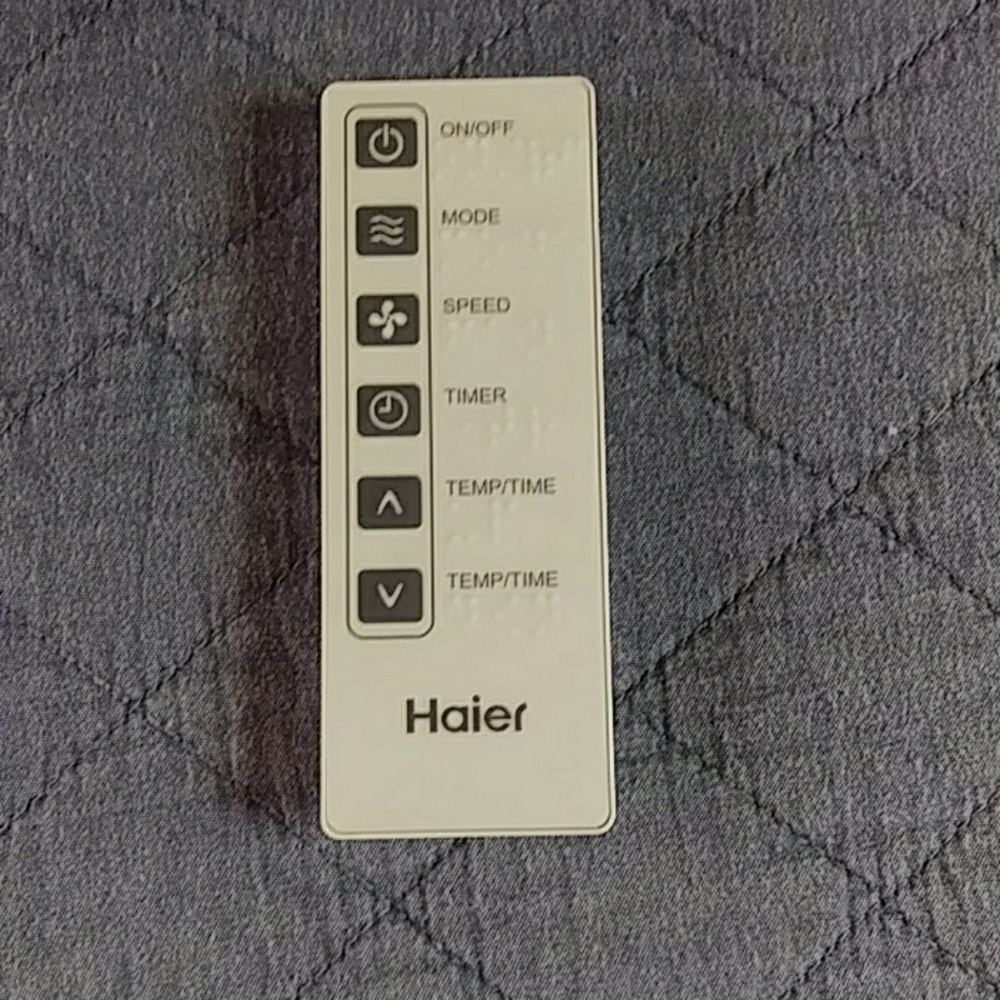 ON/OFF
MODE
SPEED
TIMER
TEMP/TIME
TEMP/TIME
Haier